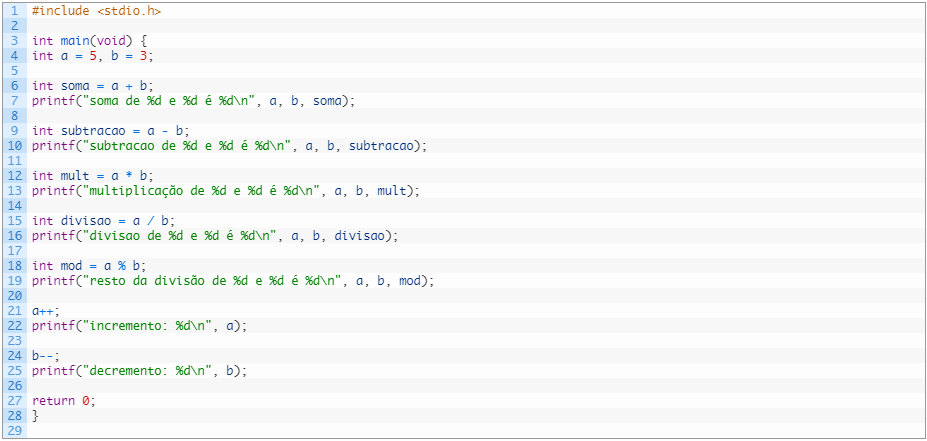 1 #include <stdio.h>
2
3 int main(void) {
4 int a = 5, b = 3;
5
6 int soma = a + b;
7 printf("soma de %d e %d é %d\n", a, b, soma);
8
9 int subtracao = a - b;
10 printf("subtracao de %d e %d é %d\n", a, b, subtracao);
11
12 int mult = a * b;
13 printf("multiplicação de %d e %d é %d\n", a, b, mult);
14
15 int divisao = a / b;
16 printf("divisao de %d e %d é %d\n", a, b, divisao);
17
18 int mod = a % b;
19 printf("resto da divisão de %d e %d é %d\n", a, b, mod);
20
21 a++;
22 printf("incremento: %d\n", a);
23
24 b--;
25 printf("decremento: %d\n", b);
26
27 return 0;
28 }
29